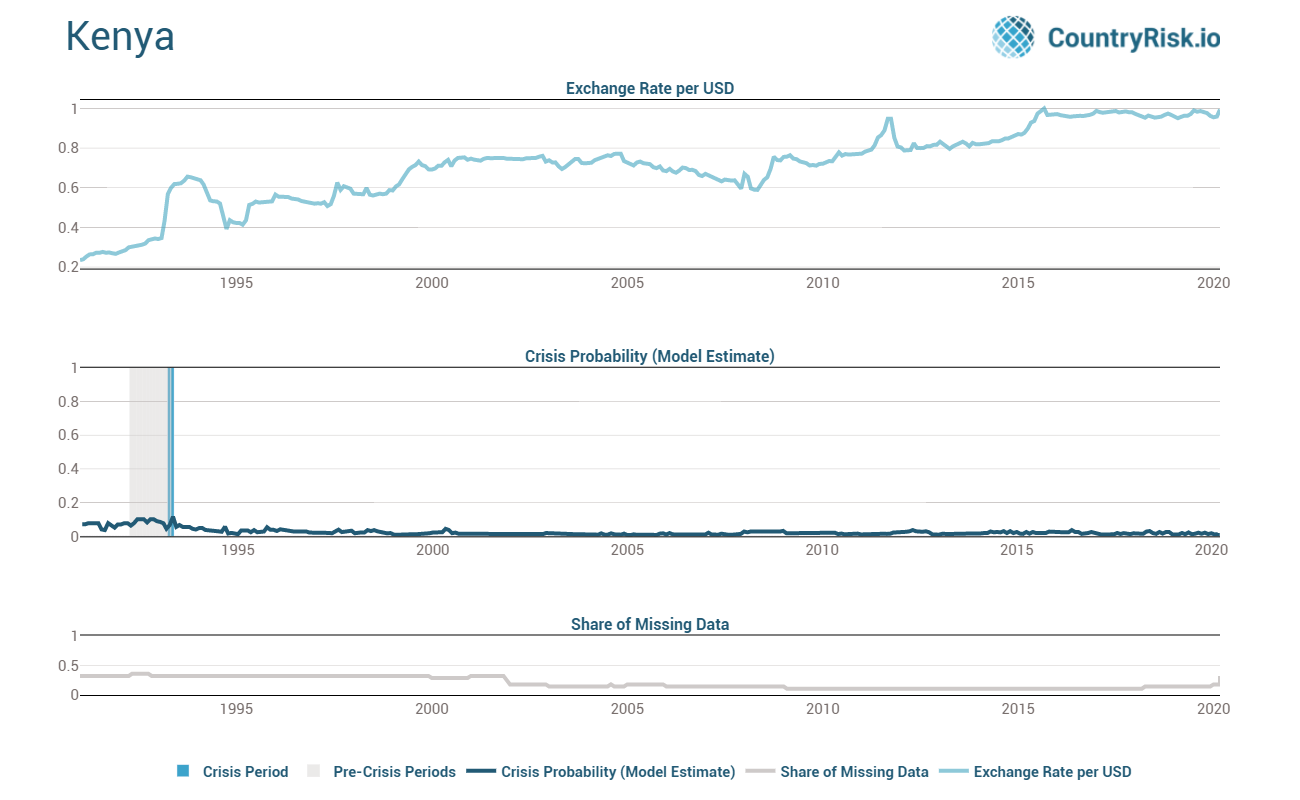 Kenya
CountryRisk.io
Exchange Rate per USD
1
0.8
0.6
0.4
0.2
1995 2000 2005 2010 2015 2020
Crisis Probability (Model Estimate)
1
0.8
0.6
0.4
0.2
0
1995 2000 2005 2010 2015 2020
Share of Missing Data
1
0.5
0
1995 2000 2005 2010 2015 2020
Crisis Period Pre-Crisis Periods Crisis Probability (Model Estimate) Share of Missing Data Exchange Rate per USD